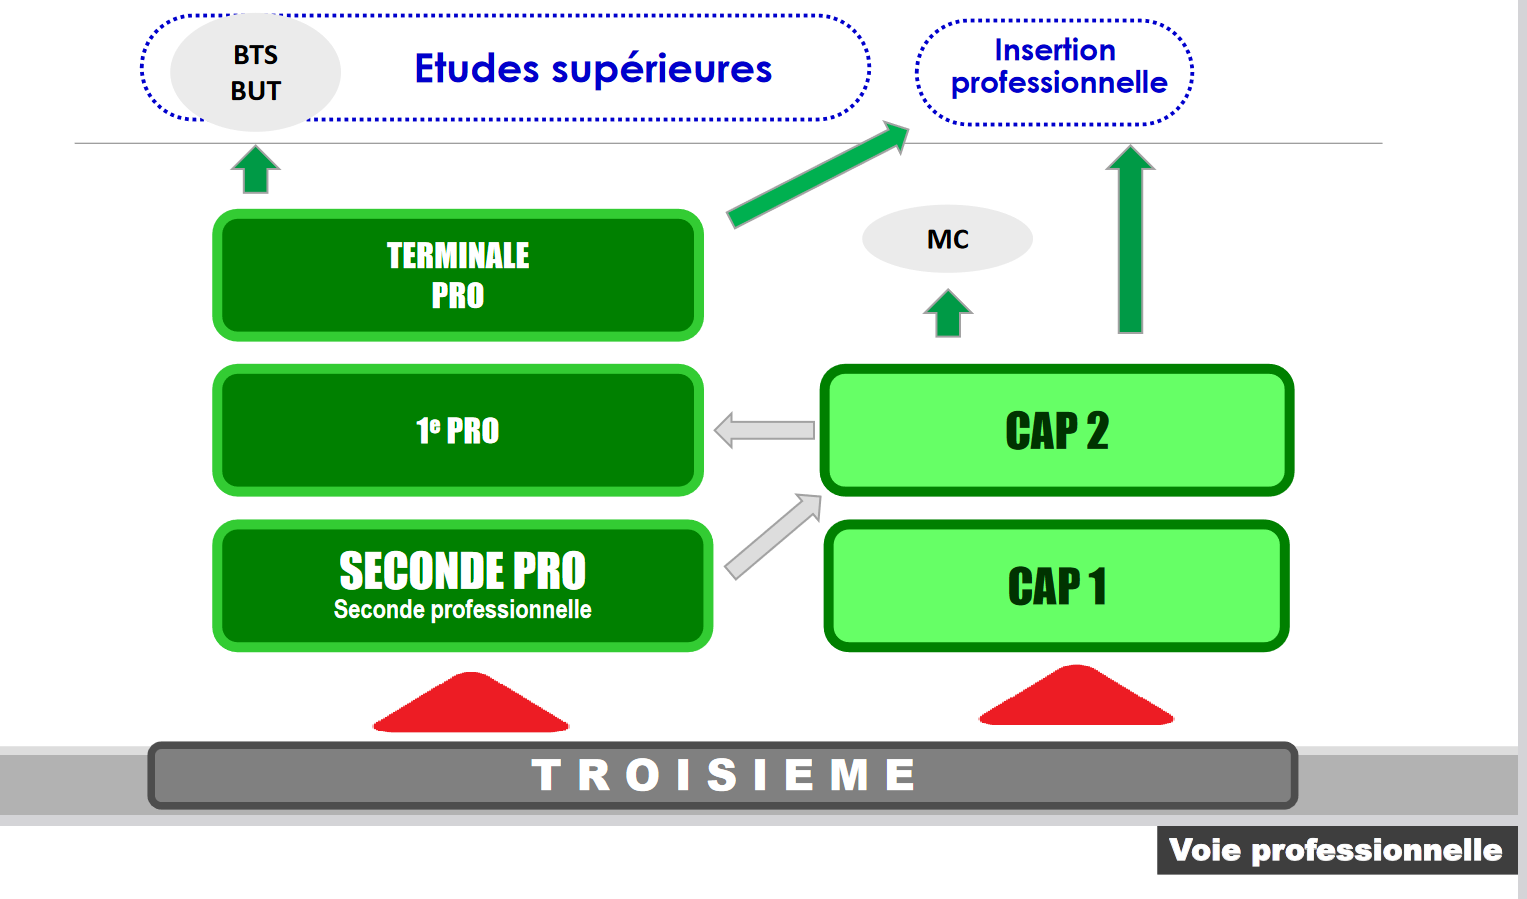 BTS
BUT
Etudes supérieures
Insertion
professionnelle
TERMINALE
PRO
MC
1e PRO
CAP 2
SECONDE PRO
Seconde professionnelle
CAP 1
TROISIEME
Voie professionnelle